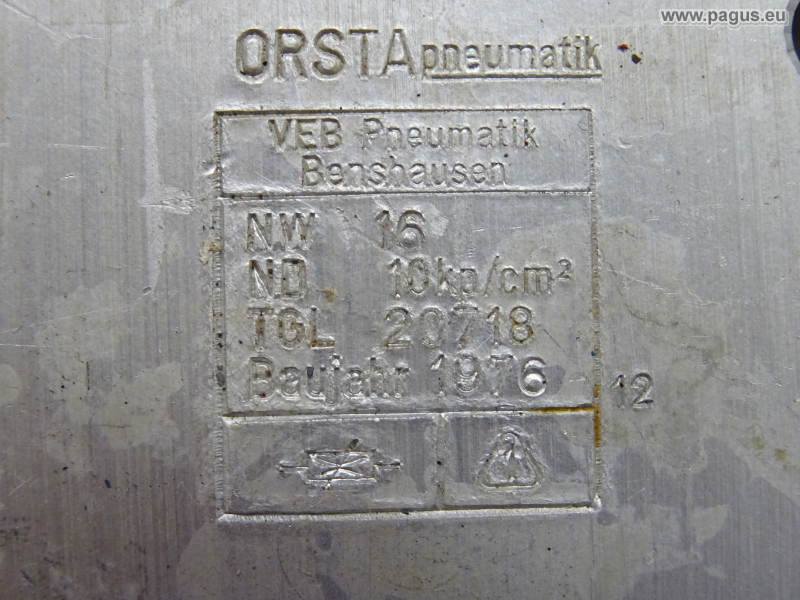 www.pagus.eu
ORSTApneumatik
VEB Pneumatik
Benshausen
NW 16
ND 10kp/cm²
TGL 20718
Baujahr 1976
12